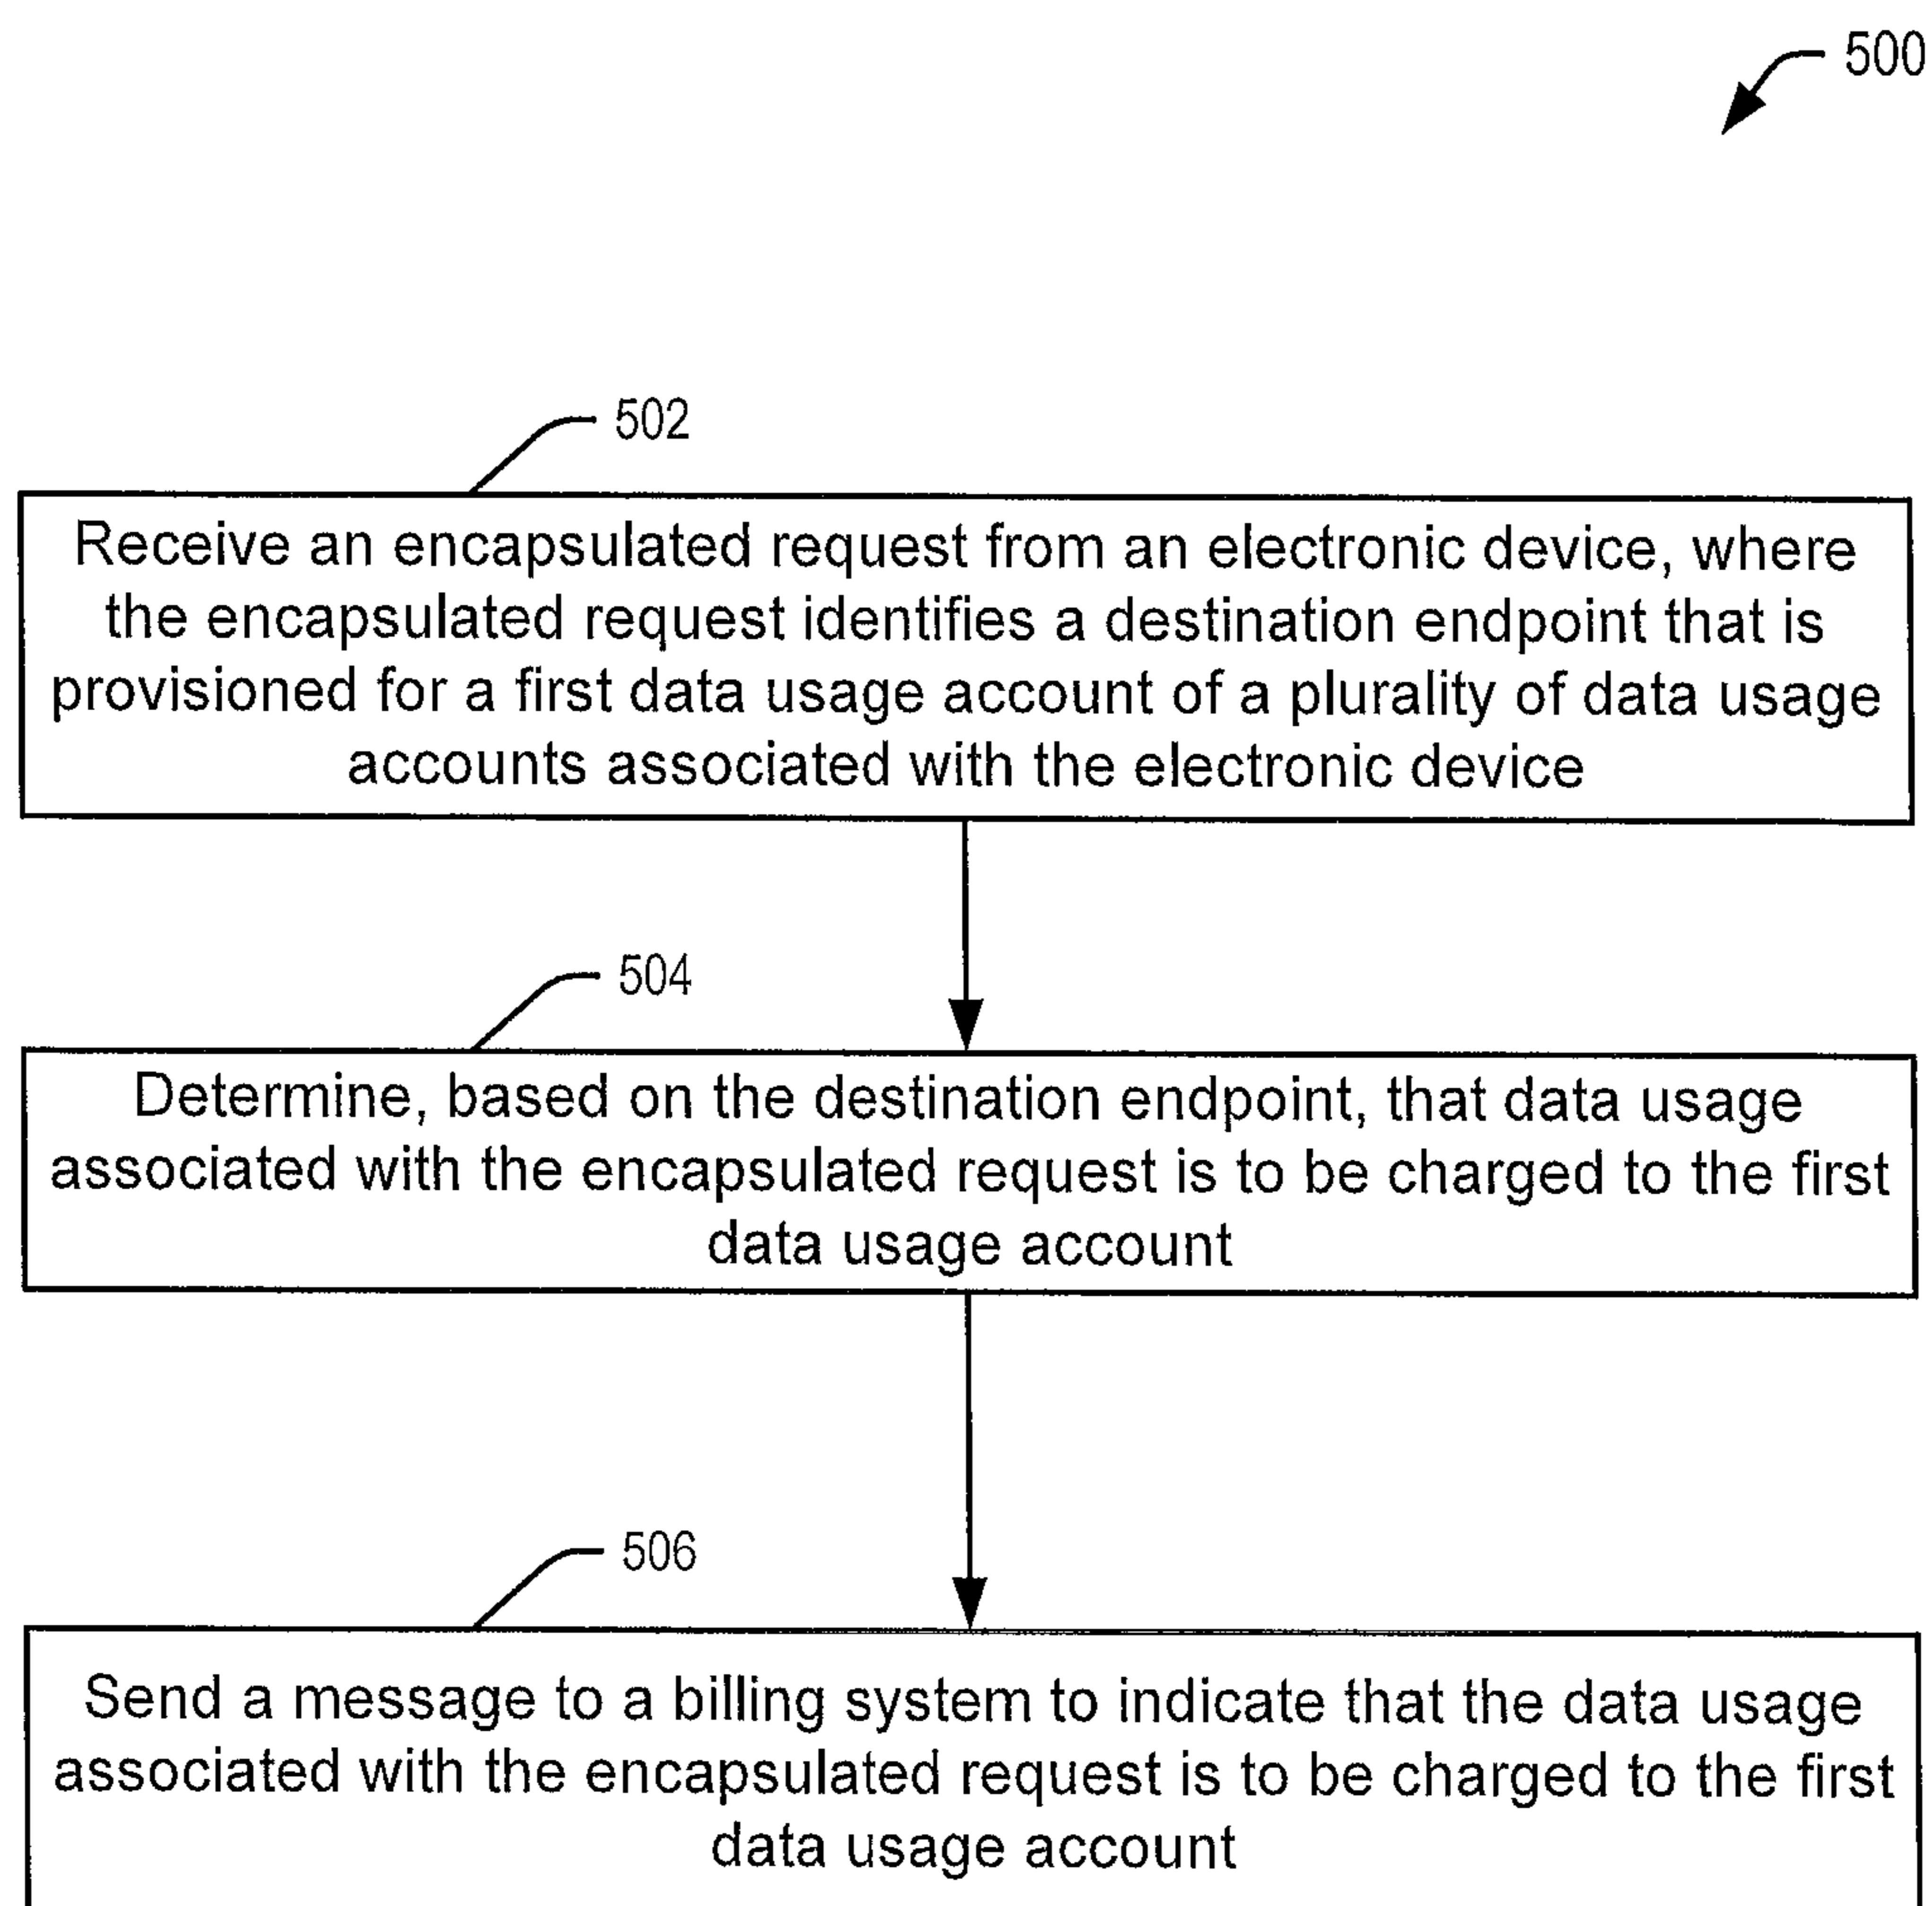 500
502
Receive an encapsulated request from an electronic device, where
the encapsulated request identifies a destination endpoint that is
provisioned for a first data usage account of a plurality of data usage
accounts associated with the electronic device
504
Determine, based on the destination endpoint, that data usage
associated with the encapsulated request is to be charged to the first
data usage account
506
Send a message to a billing system to indicate that the data usage
associated with the encapsulated request is to be charged to the first
data usage account